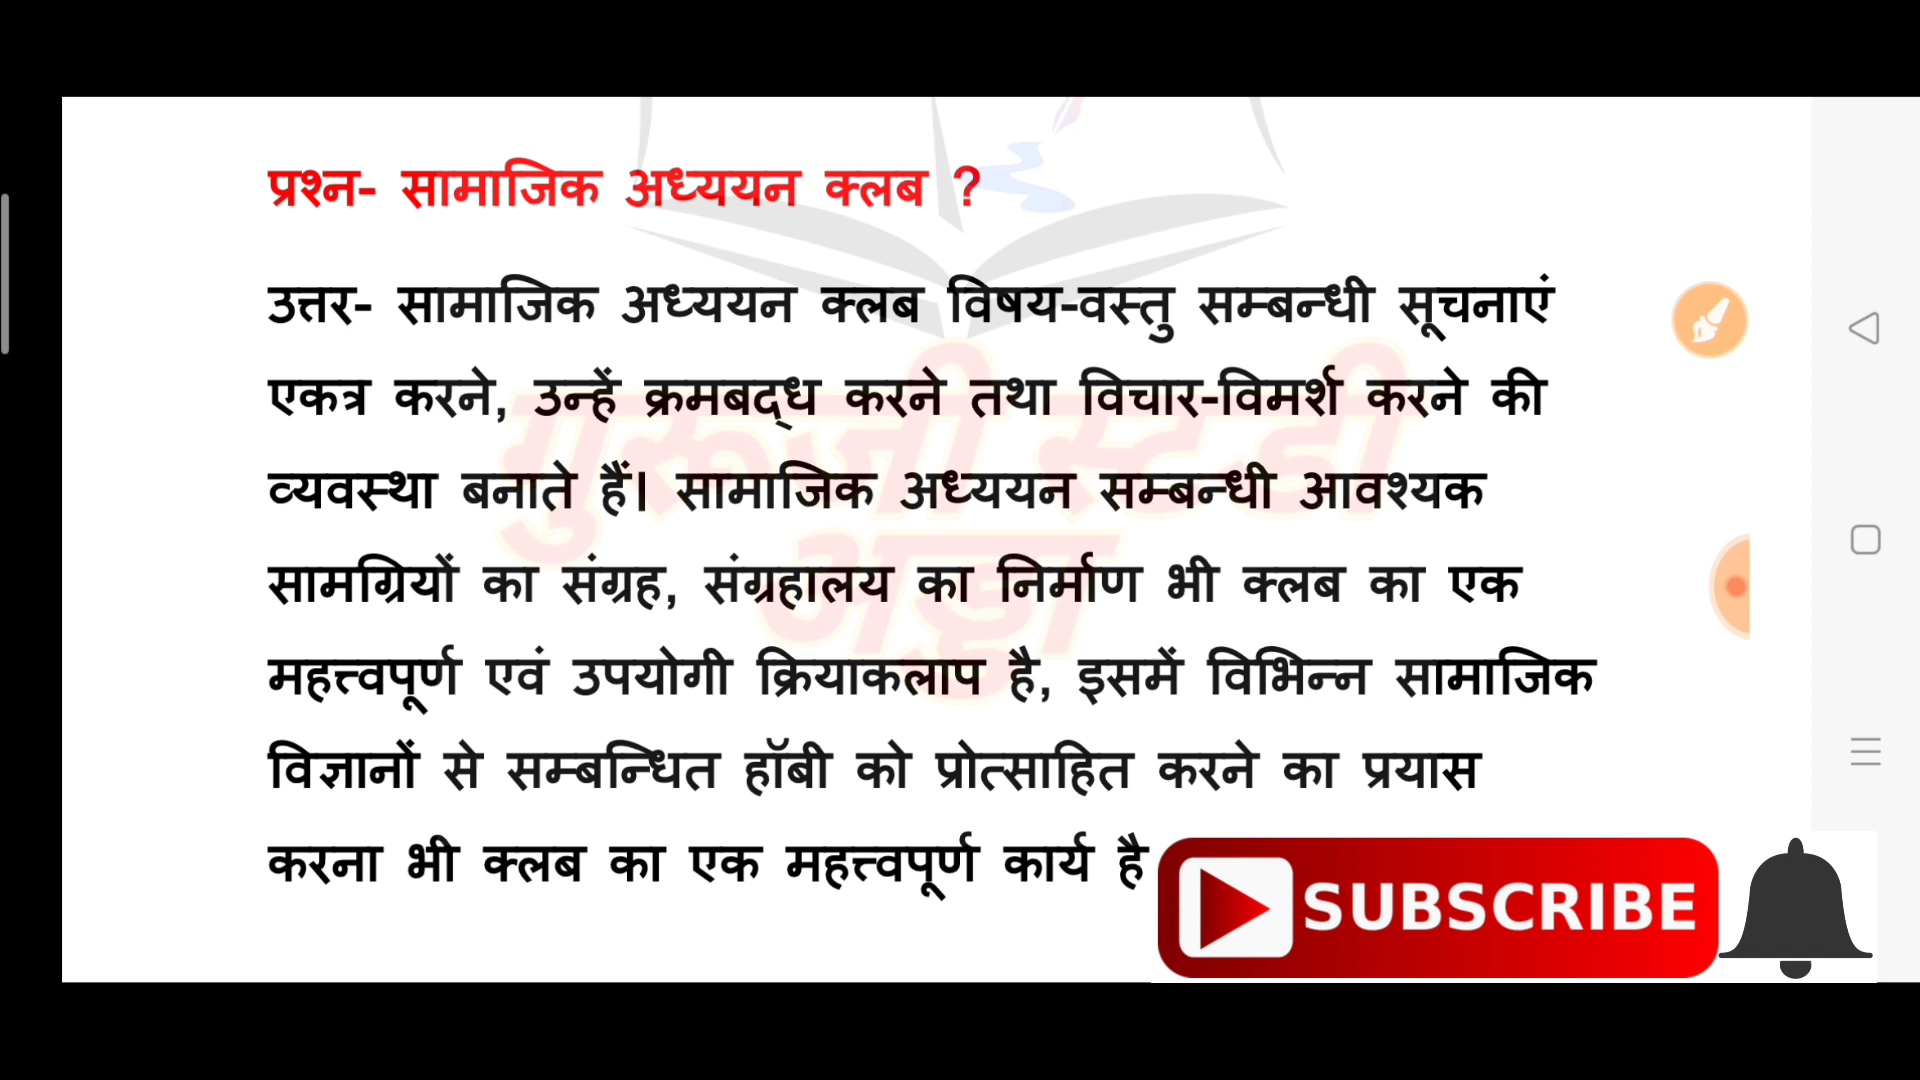 प्रश्न- सामाजिक अध्ययन क्लब ?
उत्तर- सामाजिक अध्ययन क्लब विषय-वस्तु सम्बन्धी सूचनाएं
एकत्र करने, उन्हें क्रमबद्ध करने तथा विचार-विमर्श करने की
व्यवस्था बनाते हैं। सामाजिक अध्ययन सम्बन्धी आवश्यक
सामग्रियों का संग्रह, संग्रहालय का निर्माण भी क्लब का एक
महत्त्वपूर्ण एवं उपयोगी क्रियाकलाप है, इसमें विभिन्न सामाजिक
विज्ञानों से सम्बन्धित हॉबी को प्रोत्साहित करने का प्रयास
करना भी क्लब का एक महत्त्वपूर्ण कार्य है
SUBSCRIBE
गुरूजी स्टडी
अड्डा